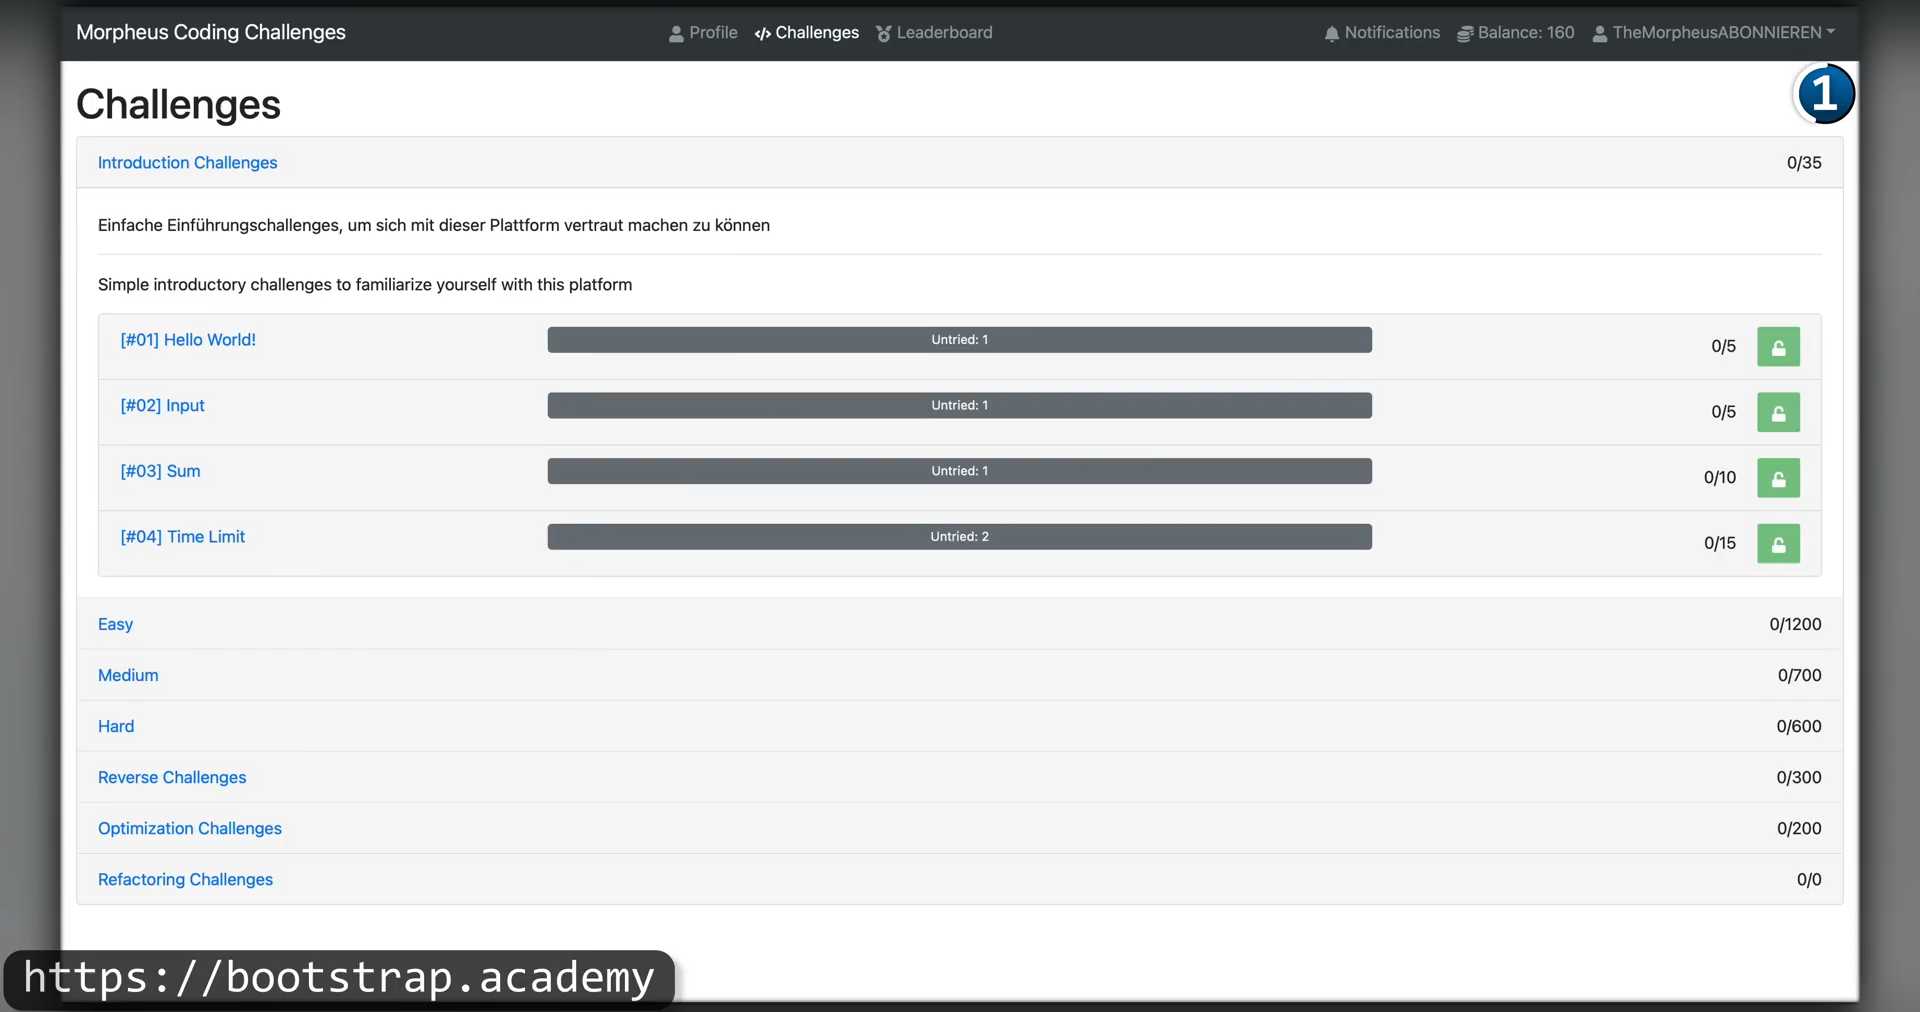 Morpheus Coding Challenges
Profile
Challenges
Leaderboard
Notifications
Balance: 160
TheMorpheusABONNIEREN
1
Challenges
Introduction Challenges 0/35
Einfache Einführungschallenges, um sich mit dieser Plattform vertraut machen zu können
Simple introductory challenges to familiarize yourself with this platform
[#01] Hello World! Untried: 1 0/5
[#02] Input Untried: 1 0/5
[#03] Sum Untried: 1 0/10
[#04] Time Limit Untried: 2 0/15
Easy 0/1200
Medium 0/700
Hard 0/600
Reverse Challenges 0/300
Optimization Challenges 0/200
Refactoring Challenges 0/0
https://bootstrap.academy